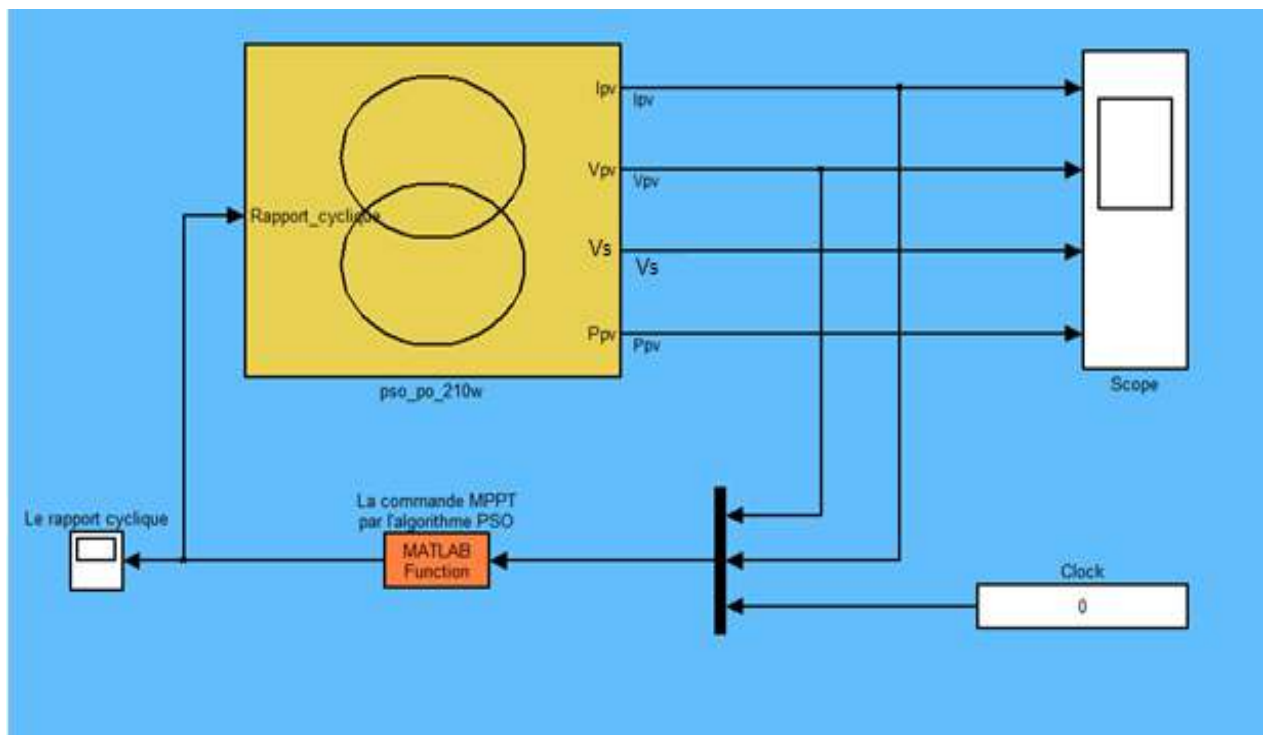 Ipv
Ipv
Vpv
Vpv
Rapport_cyclique
Vs
Vs
Ppv
Ppv
pso_po_210w
Scope
La commande MPPT
par l'algorithme PSO
Le rapport cyclique
MATLAB
Function
Clock
0